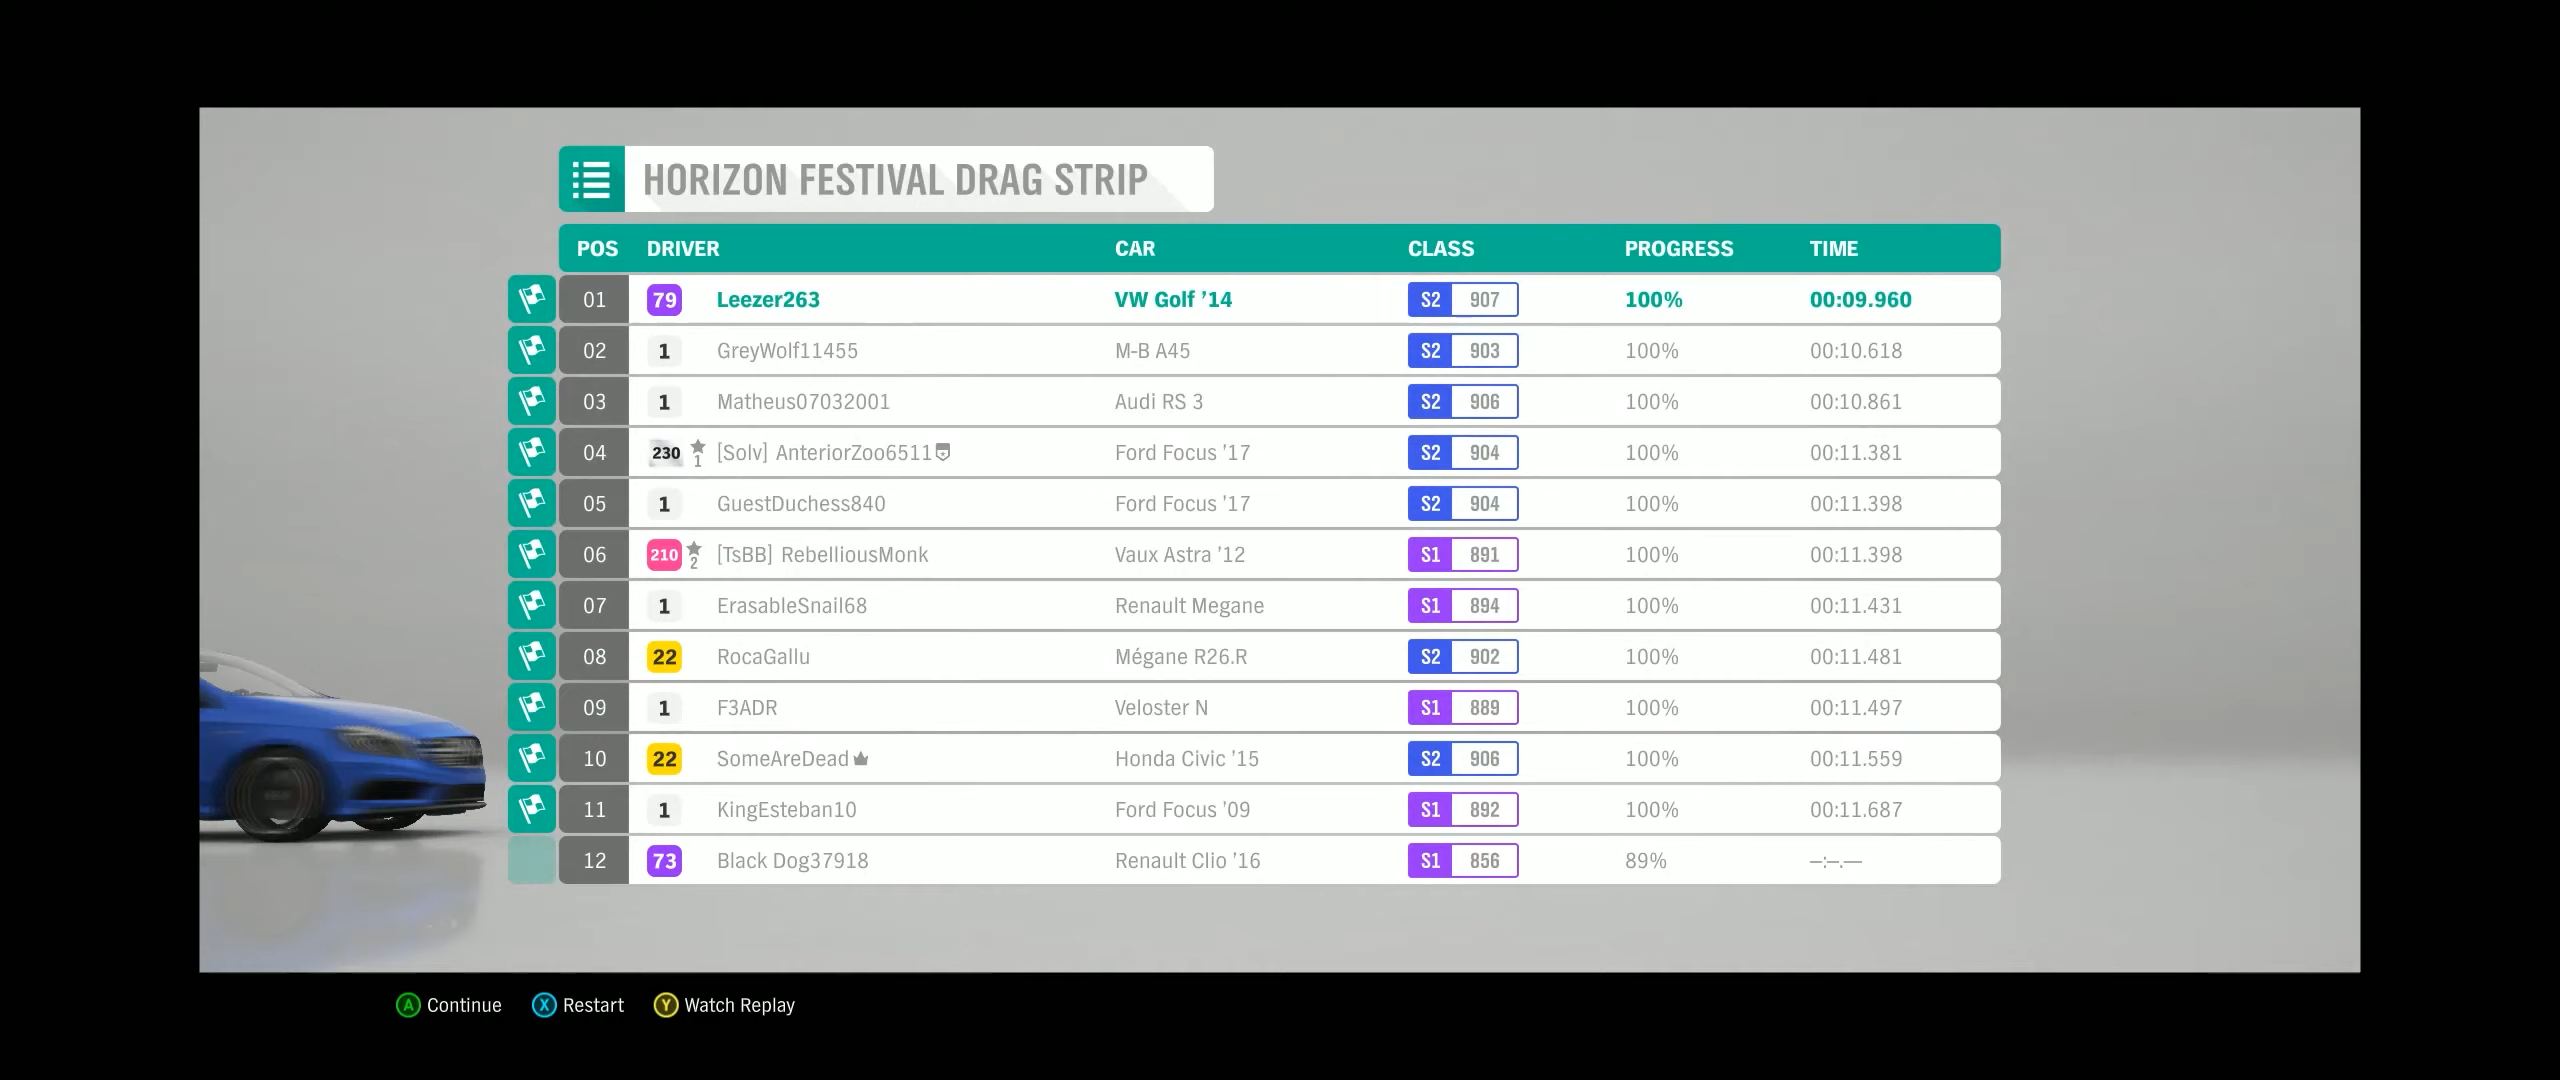 HORIZON FESTIVAL DRAG STRIP
POS DRIVER CAR CLASS PROGRESS TIME
01 79 Leezer263 VW Golf ’14 S2 907 100% 00:09.960
02 1 GreyWolf11455 M-B A45 S2 903 100% 00:10.618
03 1 Matheus07032001 Audi RS 3 S2 906 100% 00:10.861
04 230 1 [Solv] AnteriorZoo6511 Ford Focus ’17 S2 904 100% 00:11.381
05 1 GuestDuchess840 Ford Focus ’17 S2 904 100% 00:11.398
06 210 2 [TsBB] RebelliousMonk Vaux Astra ’12 S1 891 100% 00:11.398
07 1 ErasableSnail68 Renault Megane S1 894 100% 00:11.431
08 22 RocaGallu Mégane R26.R S2 902 100% 00:11.481
09 1 F3ADR Veloster N S1 889 100% 00:11.497
10 22 SomeAreDead Honda Civic ’15 S2 906 100% 00:11.559
11 1 KingEsteban10 Ford Focus ’09 S1 892 100% 00:11.687
12 73 Black Dog37918 Renault Clio ’16 S1 856 89% –:–.––
A Continue X Restart Y Watch Replay